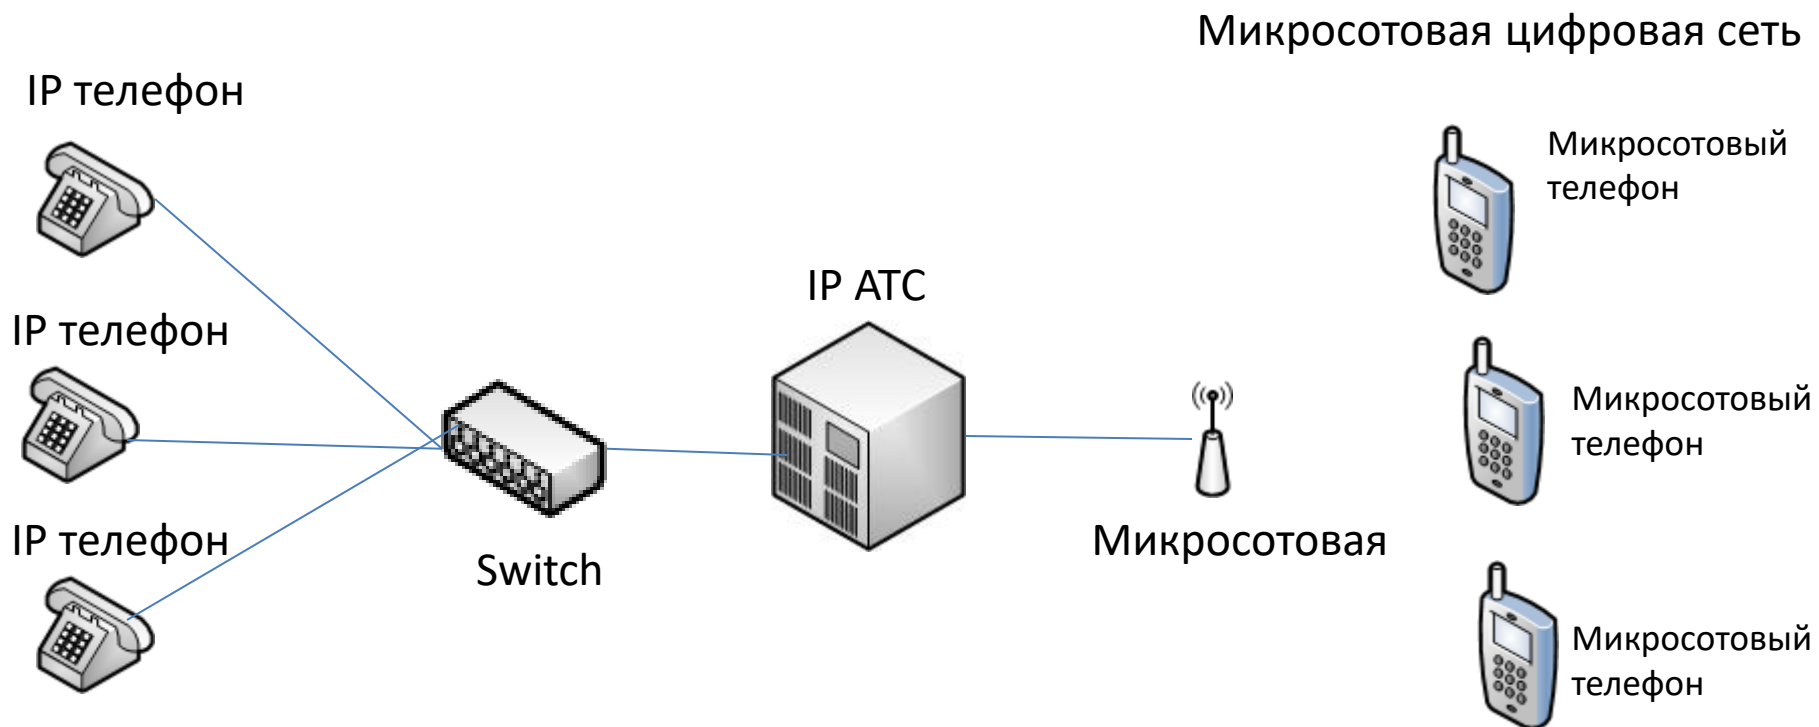 Микросотовая цифровая сеть
IP телефон
Микросотовый
телефон
IP АТС
IP телефон
Микросотовый
телефон
IP телефон
Switch
Микросотовая
Микросотовый
телефон